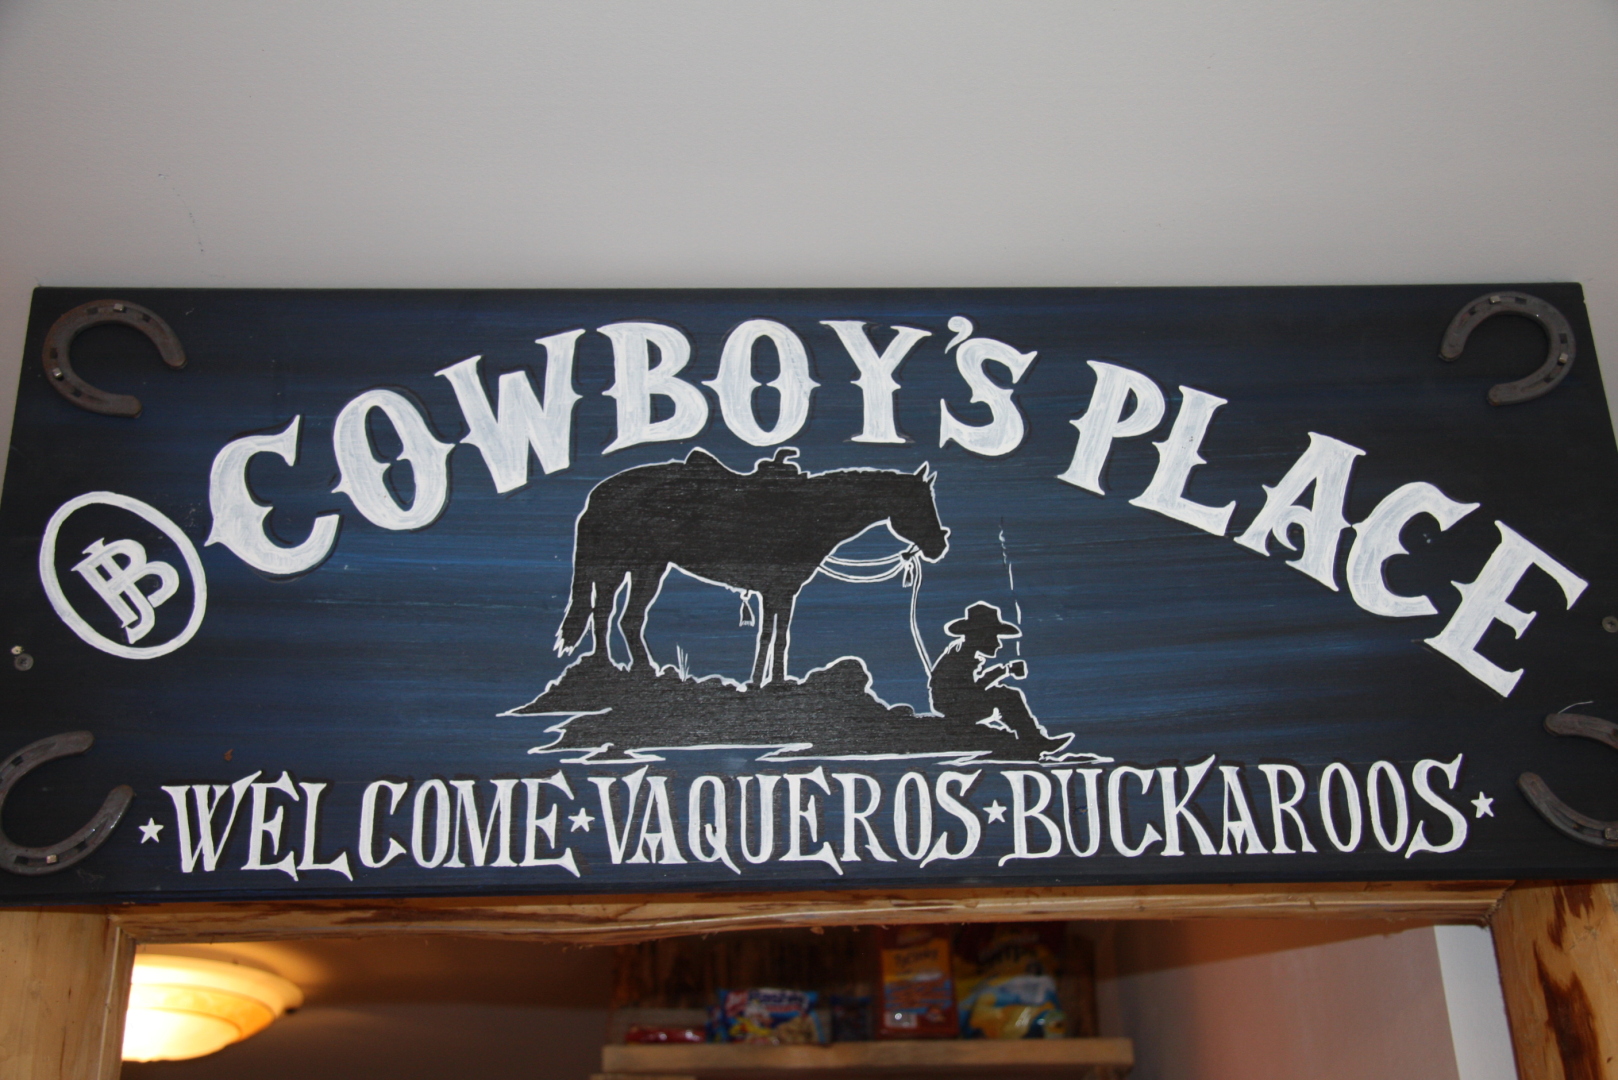 COWBOY'S PLACE
JB
WELCOME VAQUEROS BUCKAROOS